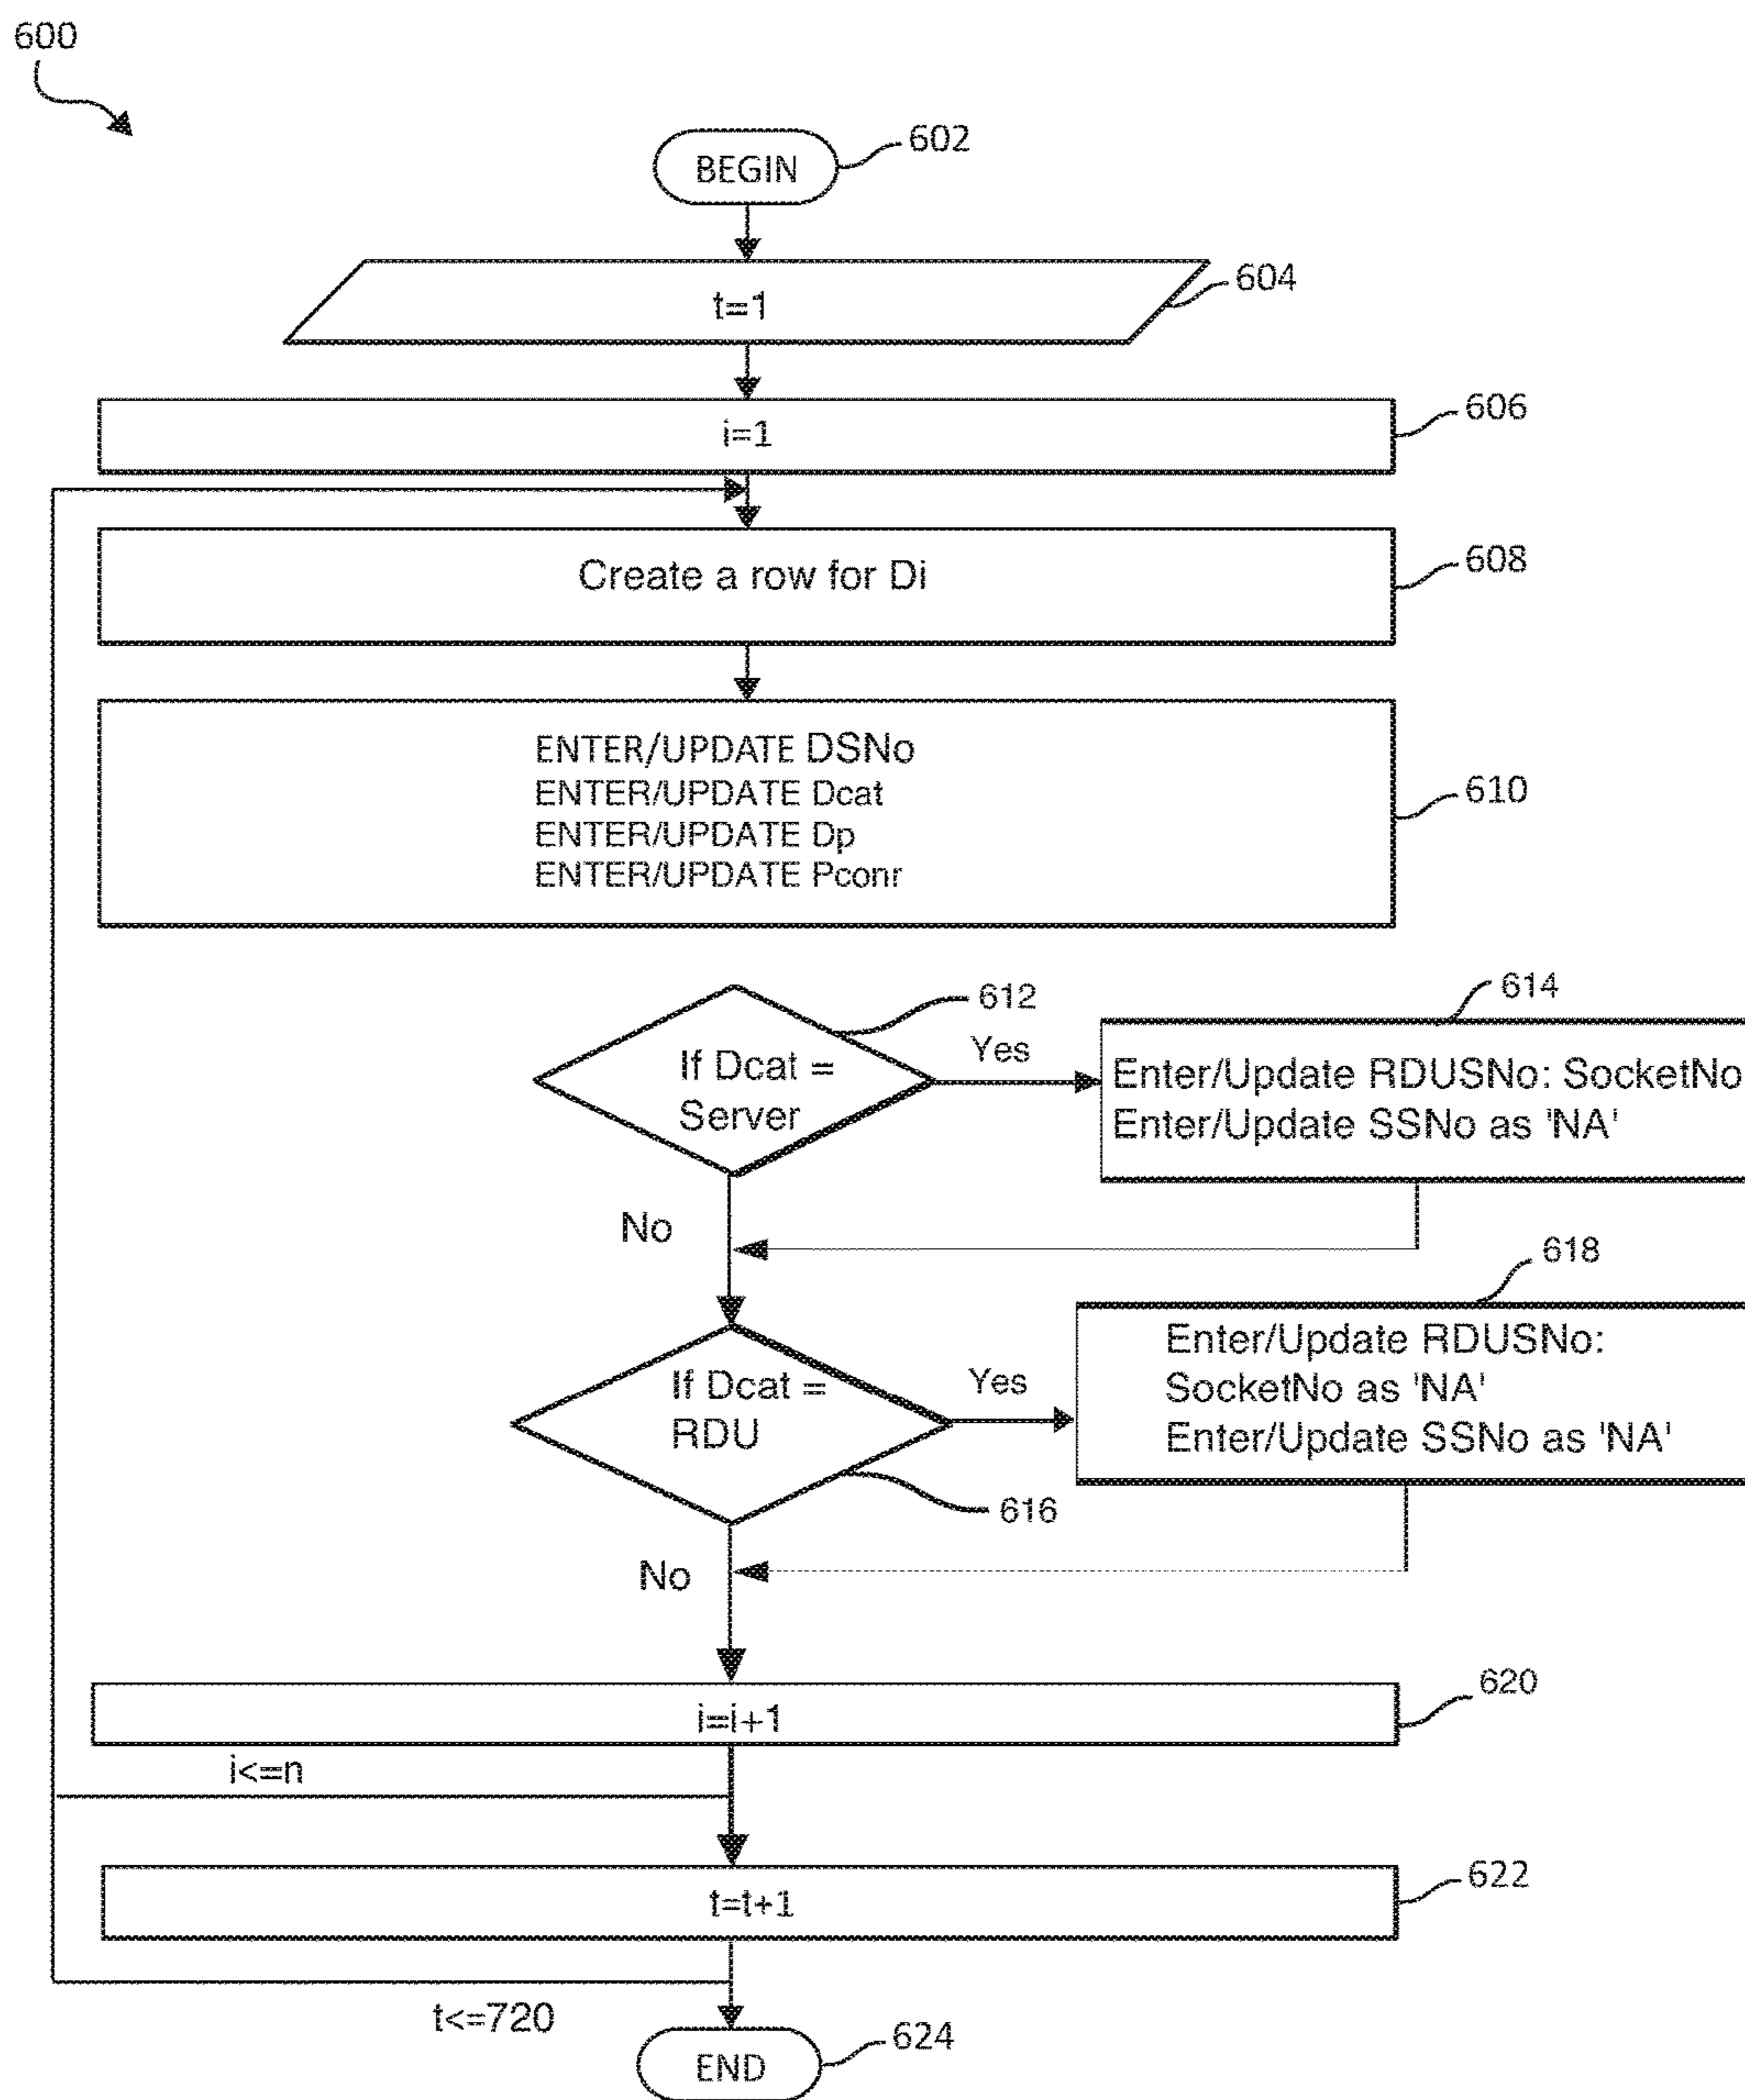 600
BEGIN
602
t=1
604
i=1
606
Create a row for Di
608
ENTER/UPDATE DSNo
ENTER/UPDATE Dcat
ENTER/UPDATE Dp
ENTER/UPDATE Pconr
610
612
If Dcat =
Server
Yes
614
Enter/Update RDUSNo: SocketNo
Enter/Update SSNo as 'NA'
No
618
If Dcat =
RDU
Yes
Enter/Update RDUSNo:
SocketNo as 'NA'
Enter/Update SSNo as 'NA'
616
No
i=i+1
620
i<=n
t=t+1
622
t<=720
END
624